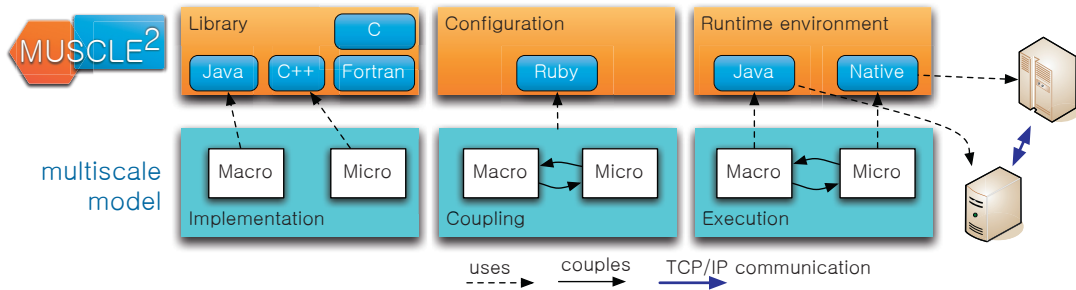 MUSCLE²
Library
C
Java
C++
Fortran
Configuration
Ruby
Runtime environment
Java
Native
multiscale
model
Macro
Micro
Implementation
Macro
Micro
Coupling
Macro
Micro
Execution
uses
couples
TCP/IP communication